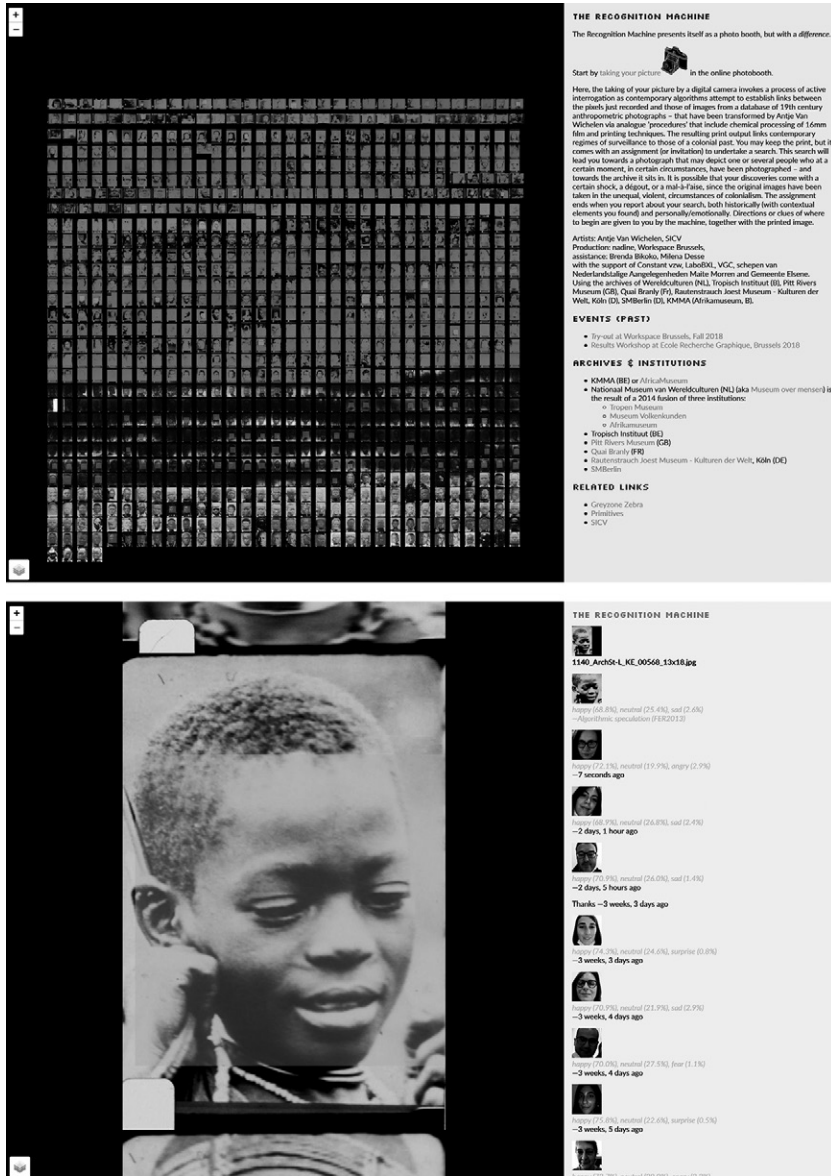 +
−
THE RECOGNITION MACHINE
The Recognition Machine presents itself as a photo booth, but with a difference.
Start by taking your picture in the online photobooth.
Here, the taking of your picture by a digital camera invokes a process of active
interrogation as contemporary algorithms attempt to establish links between
the pixels just recorded and those of images from a database of 19th century
anthropometric photographs – that have been transformed by Antje Van
Wichelen via analogue 'procedures' that include chemical processing of 16mm
film and printing techniques. The resulting print output links contemporary
regimes of surveillance to those of a colonial past. You may keep the print, but it
comes with an assignment (or invitation) to undertake a search. This search will
lead you towards a photograph that may depict one or several people who at a
certain moment, in certain circumstances, have been photographed – and
towards the archive it sits in. It is possible that your discoveries come with a
certain shock, a dégout, or a mal-à-l'aise, since the original images have been
taken in the unequal, violent, circumstances of colonialism. The assignment
ends when you report about your search, both historically (with contextual
elements you found) and personally/emotionally. Directions or clues of where
to begin are given to you by the machine, together with the printed image.
Artists: Antje Van Wichelen, SICV
Production: nadine, Workspace Brussels,
assistance: Brenda Bikoko, Milena Desse
with the support of Constant vzw, LaboBXL, VGC, schepen van
Nederlandstalige Aangelegenheden Maite Morren and Gemeente Elsene.
Using the archives of Wereldculturen (NL), Tropisch Instituut (B), Pitt Rivers
Museum (GB), Quai Branly (Fr), Rautenstrauch Joest Museum - Kulturen der
Welt, Köln (D), SMBerlin (D), KMMA (Afrikamuseum, B).
EVENTS (PAST)
Try-out at Workspace Brussels, Fall 2018
Results Workshop at Ecole Recherche Graphique, Brussels 2018
ARCHIVES & INSTITUTIONS
KMMA (BE) ur AfricaMuseum
Nationaal Museum van Wereldculturen (NL) (aka Museum over mensen) is
the result of a 2014 fusion of three institutions:
Tropen Museum
Museum Volkenkunden
Afrikamuseum
Tropisch Instituut (BE)
Pitt Rivers Museum (GB)
Quai Branly (FR)
Rautenstrauch Joest Museum - Kulturen der Welt, Köln (DE)
SMBerlin
RELATED LINKS
Greyzone Zebra
Primitives
SICV
+
−
THE RECOGNITION MACHINE
1140_ArchSt-L_KE_00568_13x18.jpg
happy (68.8%), neutral (25.4%), sad (2.6%)
—Algorithmic speculation (FER2013)
happy (72.1%), neutral (19.9%), angry (2.9%)
—7 seconds ago
happy (68.9%), neutral (26.8%), sad (2.4%)
—2 days, 1 hour ago
happy (70.9%), neutral (26.0%), sad (1.4%)
—2 days, 5 hours ago
Thanks —3 weeks, 3 days ago
happy (74.3%), neutral (24.6%), surprise (0.8%)
—3 weeks, 3 days ago
happy (70.9%), neutral (21.9%), sad (2.9%)
—3 weeks, 4 days ago
happy (70.0%), neutral (27.5%), fear (1.1%)
—3 weeks, 4 days ago
happy (75.8%), neutral (22.6%), surprise (0.5%)
—3 weeks, 5 days ago